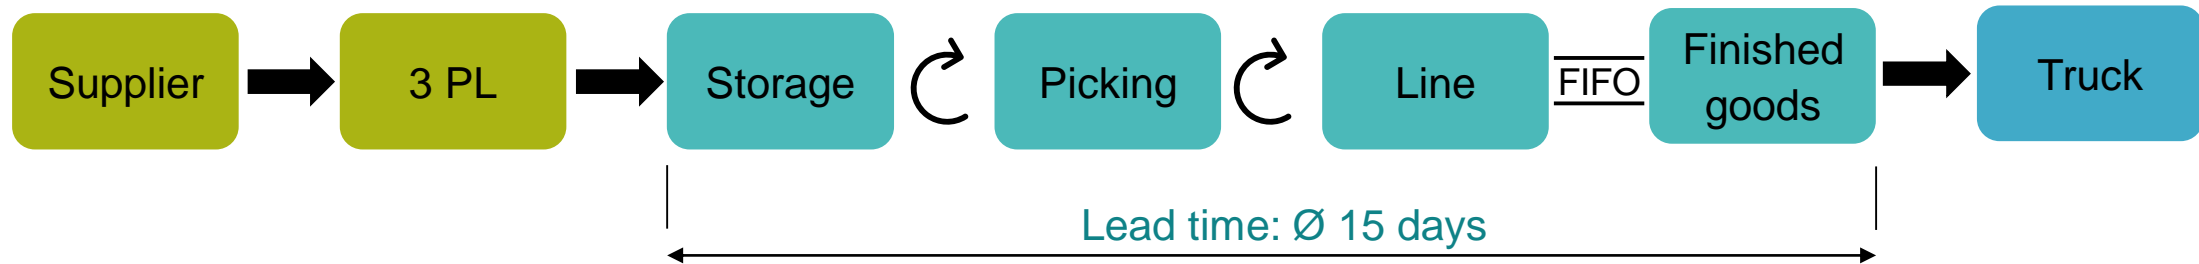 Supplier
3 PL
Storage
Picking
Line
FIFO
Finished
goods
Truck
Lead time: Ø 15 days